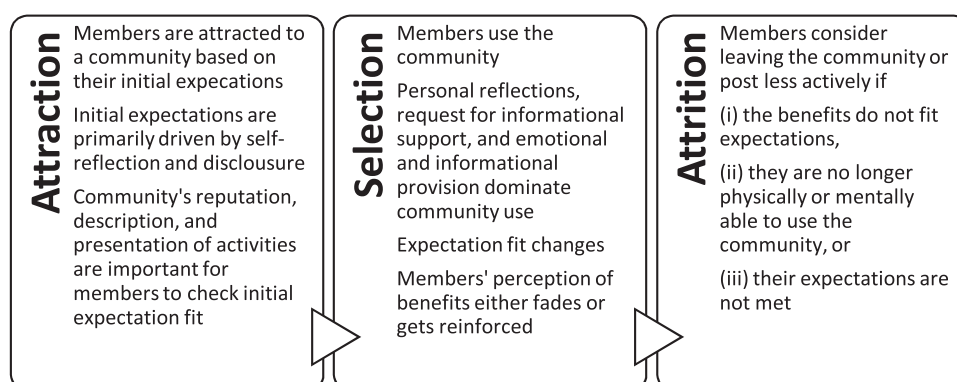 Attraction
Members are attracted to
a community based on
their initial expecations
Initial expectations are
primarily driven by self-
reflection and disclousure
Community's reputation,
description, and
presentation of activities
are important for
members to check initial
expectation fit
Selection
Members use the
community
Personal reflections,
request for informational
support, and emotional
and informational
provision dominate
community use
Expectation fit changes
Members' perception of
benefits either fades or
gets reinforced
Attrition
Members consider
leaving the community or
post less actively if
(i) the benefits do not fit
expectations,
(ii) they are no longer
physically or mentally
able to use the
community, or
(iii) their expectations are
not met